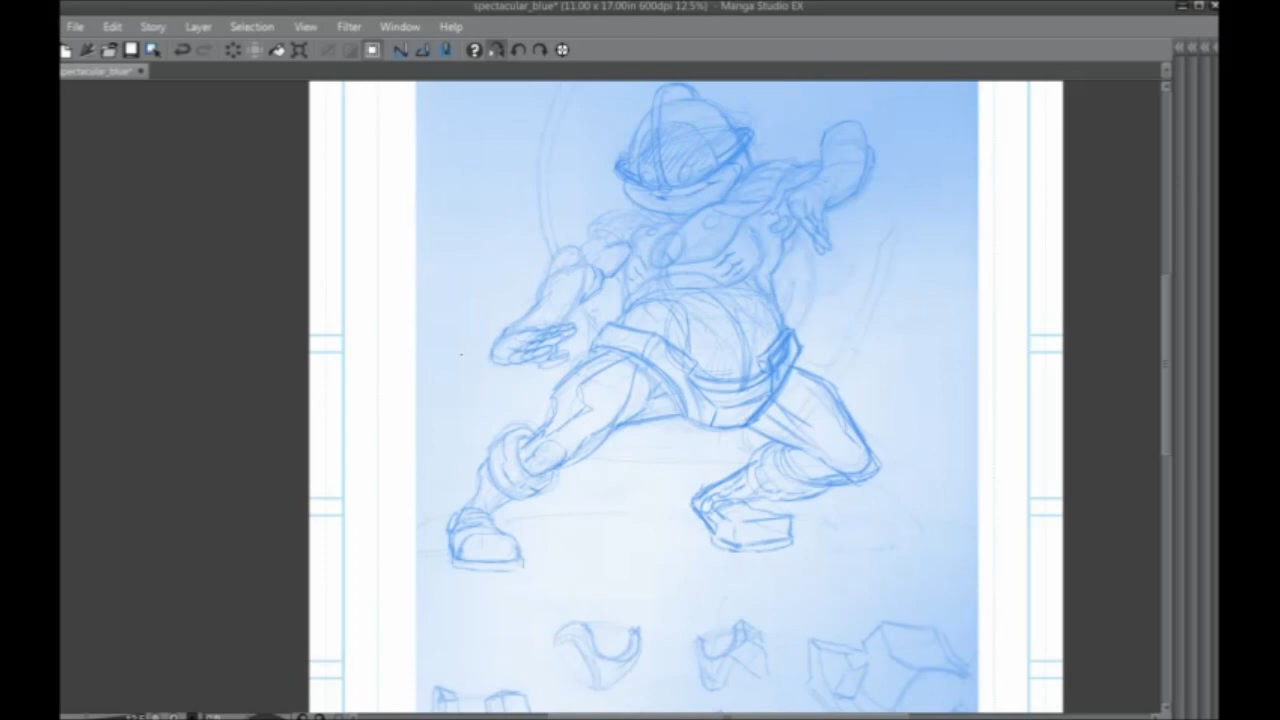 spectacular_blue* (11.00 x 17.00in 600dpi 12.5%) - Manga Studio EX
File Edit Story Layer Selection View Filter Window Help
spectacular_blue*